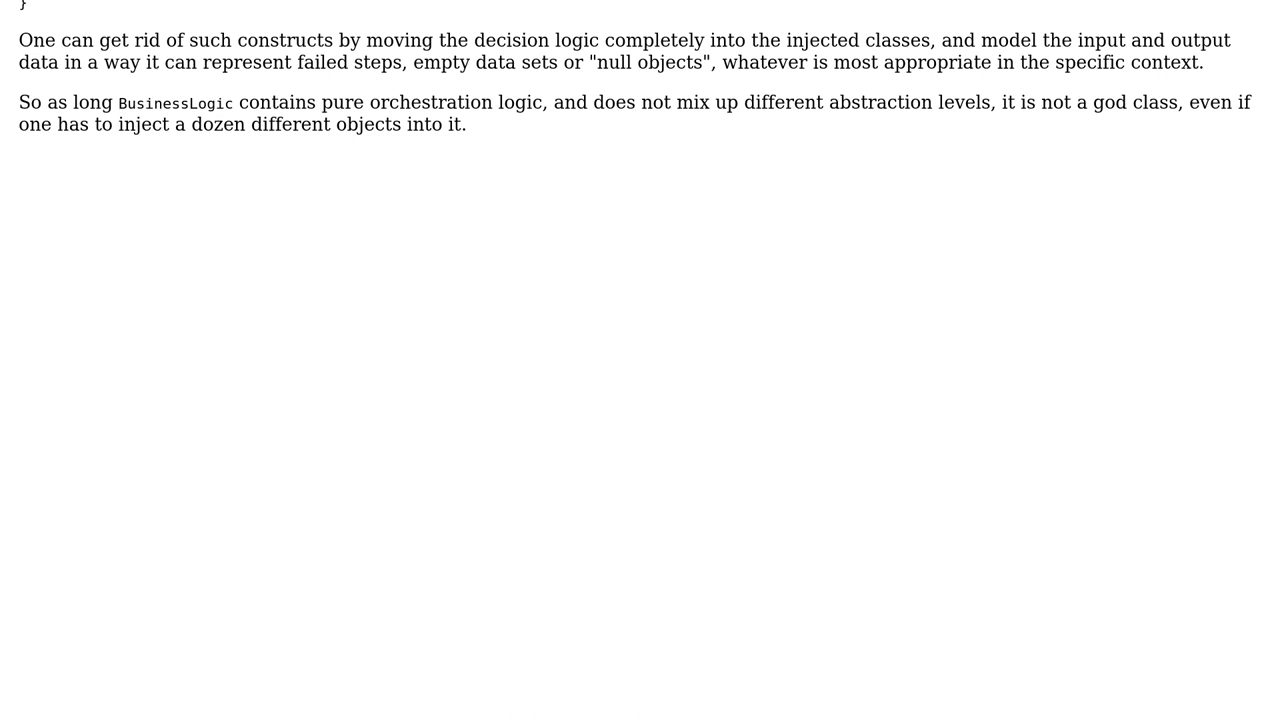 }
One can get rid of such constructs by moving the decision logic completely into the injected classes, and model the input and output
data in a way it can represent failed steps, empty data sets or "null objects", whatever is most appropriate in the specific context.
So as long BusinessLogic contains pure orchestration logic, and does not mix up different abstraction levels, it is not a god class, even if
one has to inject a dozen different objects into it.